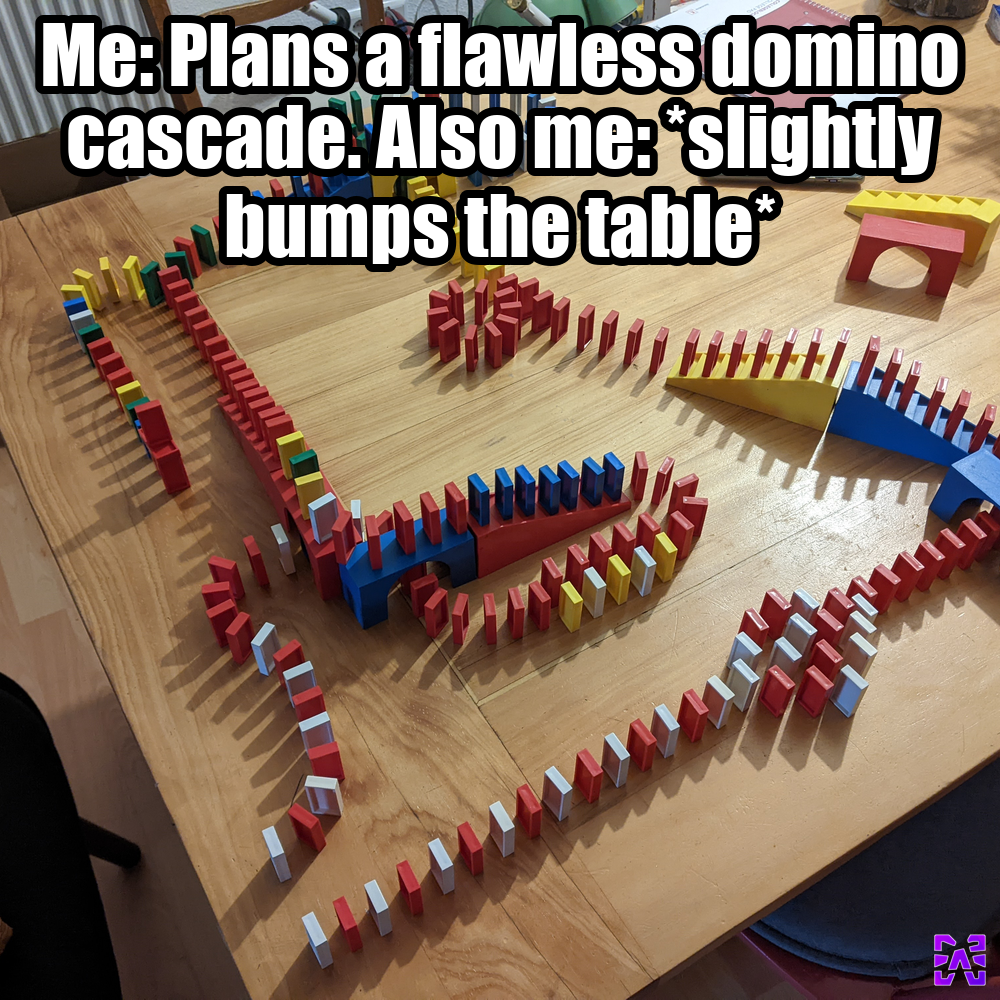 Me: Plans a flawless domino
cascade. Also me: *slightly
bumps the table*